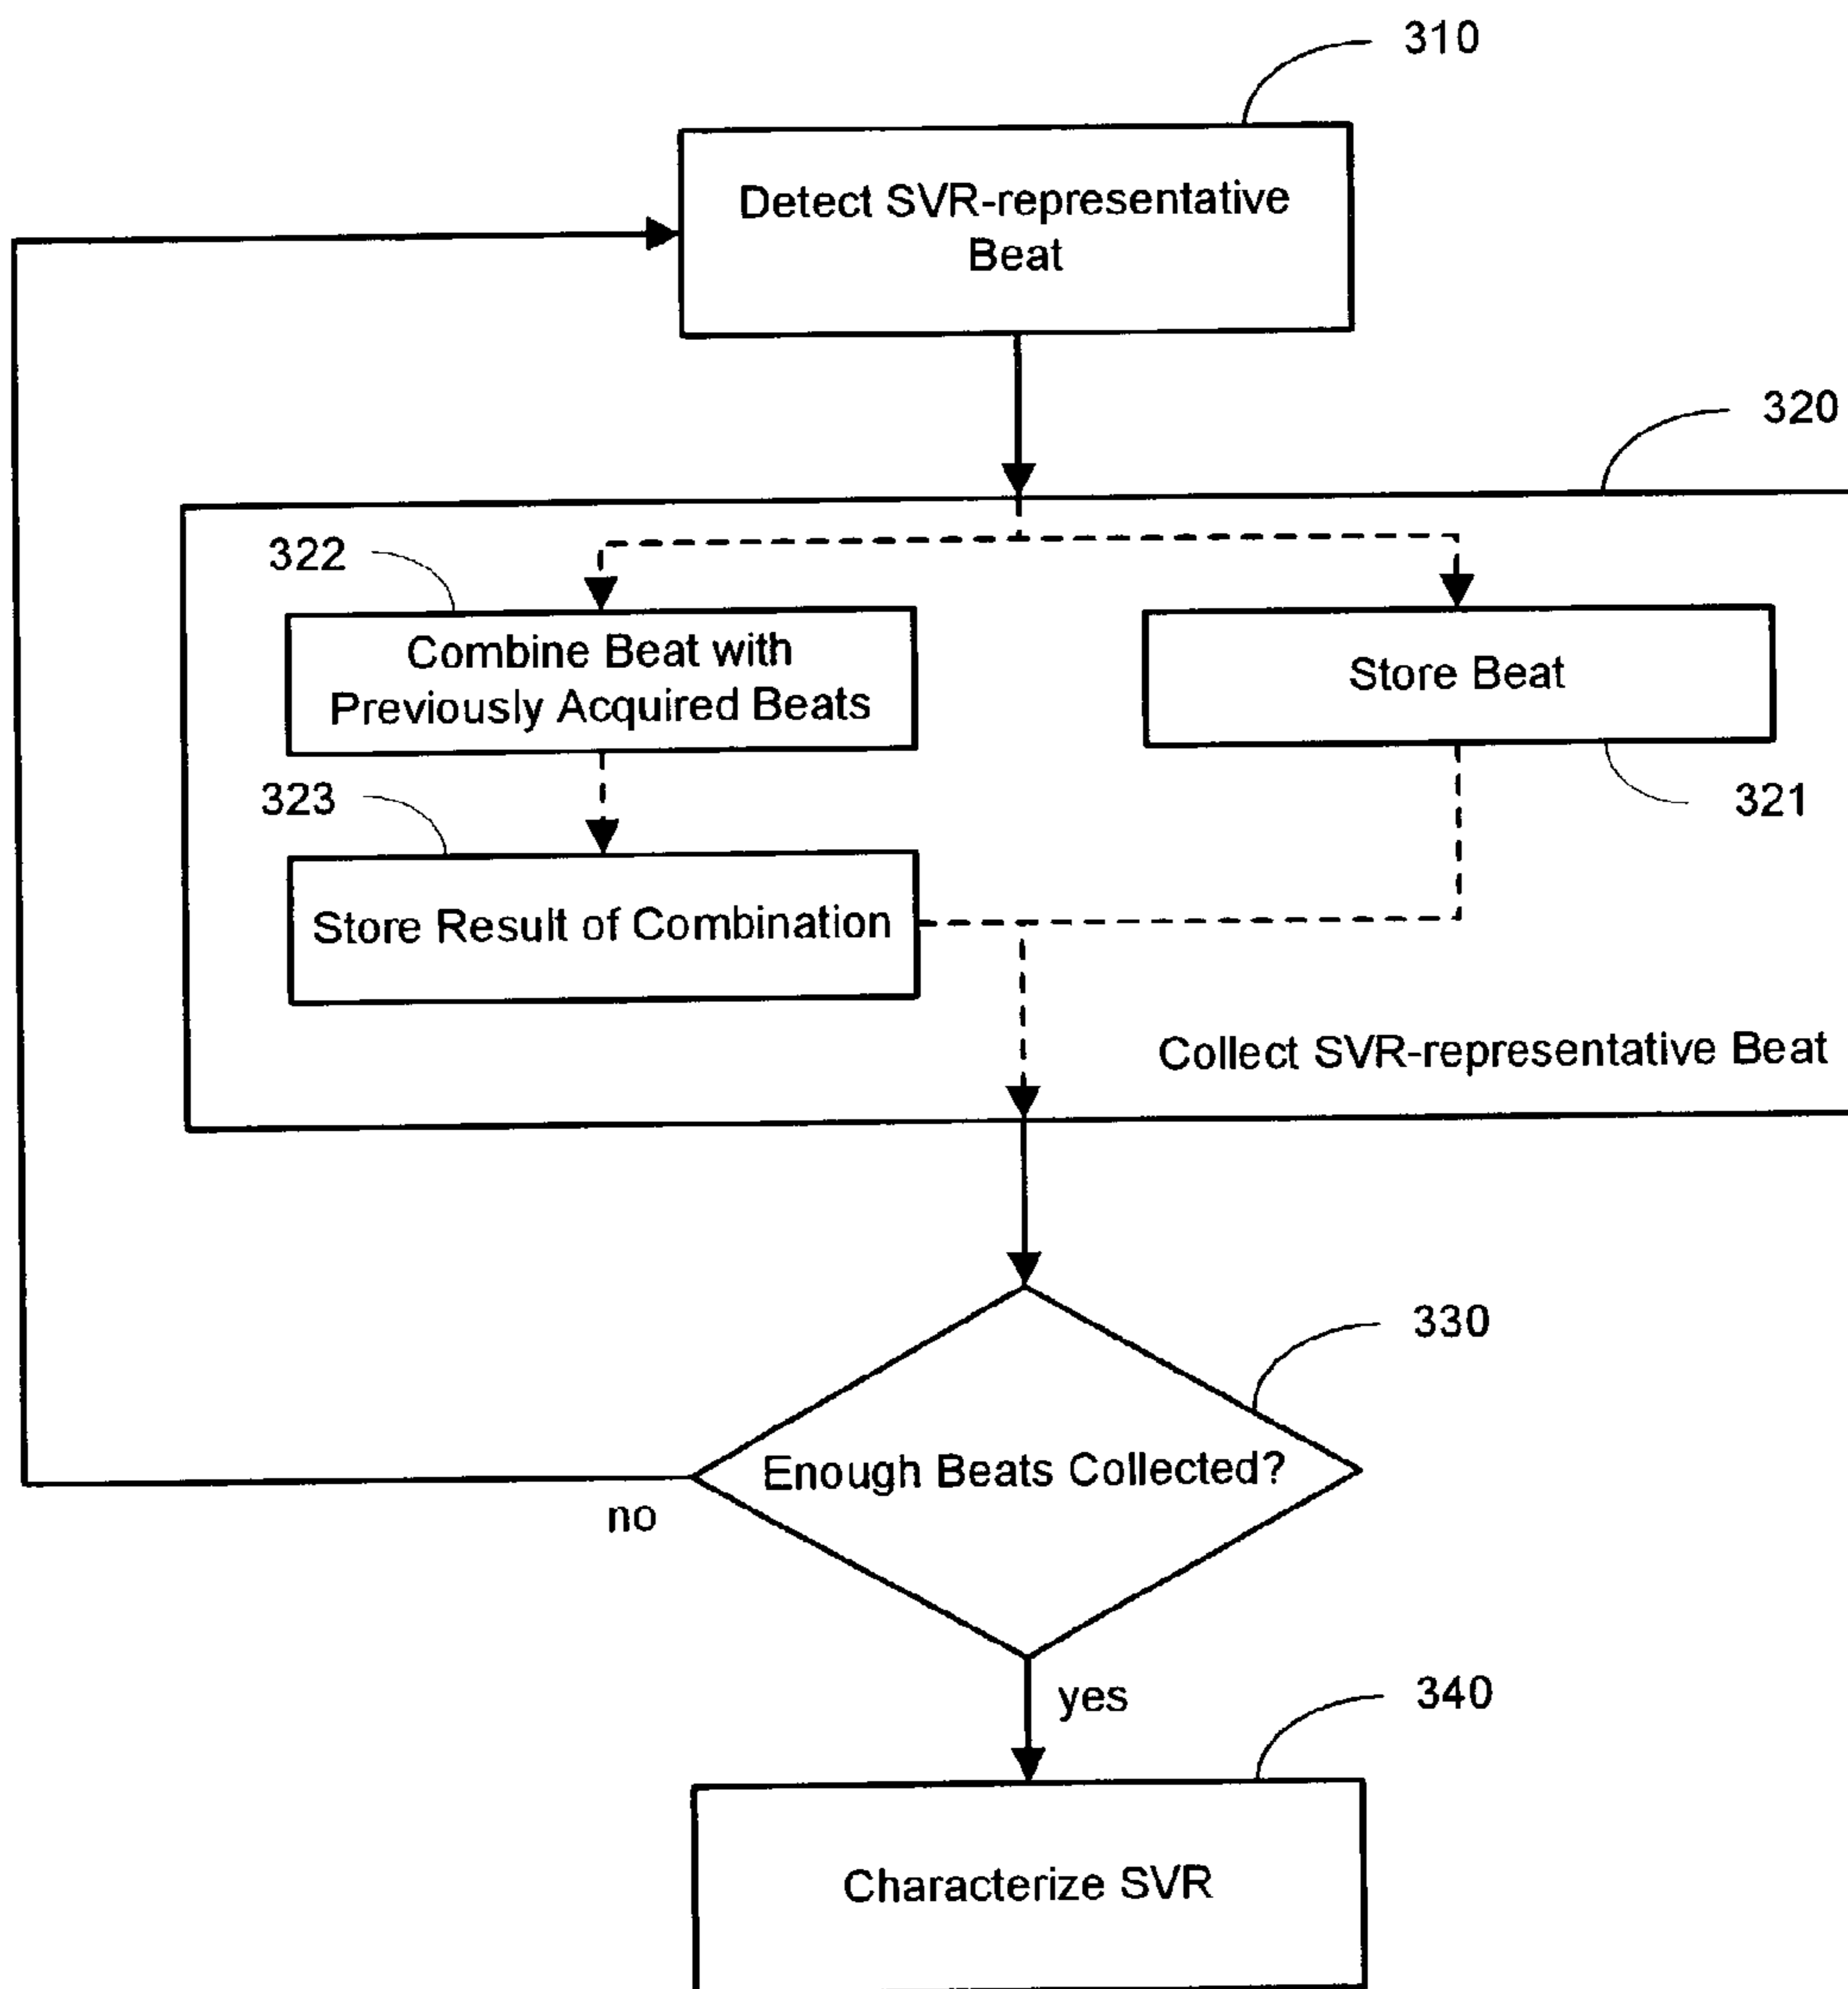 310
Detect SVR-representative
Beat
320
322
Combine Beat with
Previously Acquired Beats
Store Beat
323
321
Store Result of Combination
Collect SVR-representative Beat
330
Enough Beats Collected?
no
yes
340
Characterize SVR